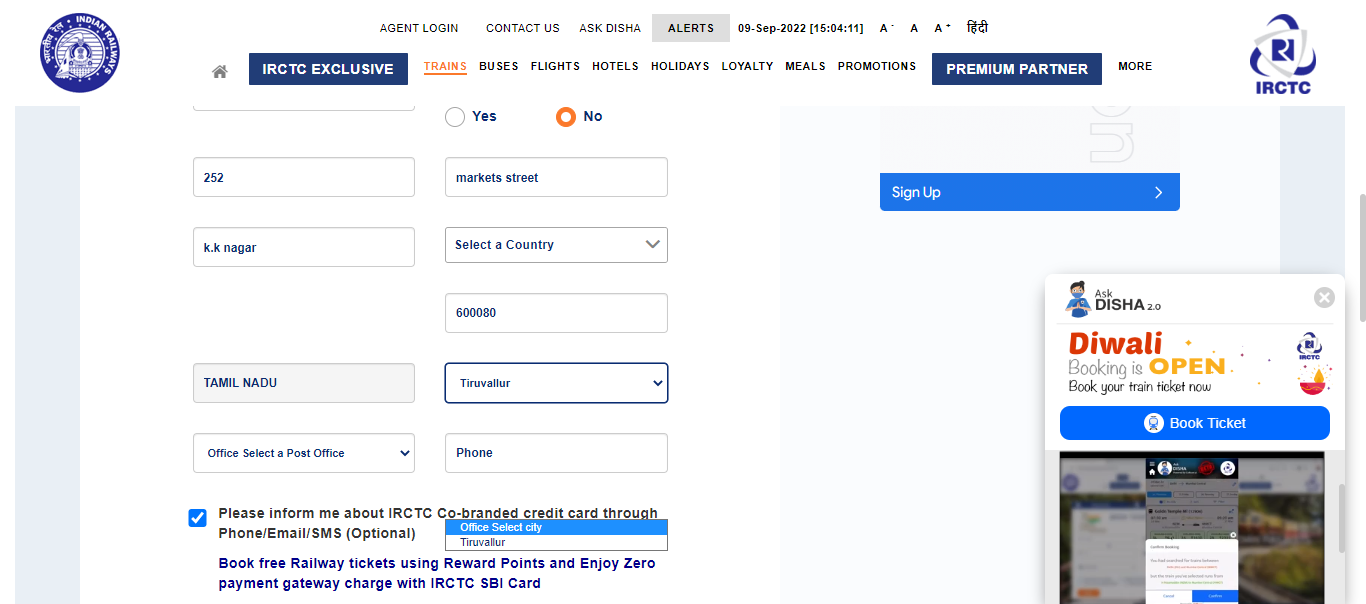 AGENT LOGIN CONTACT US ASK DISHA ALERTS 09-Sep-2022 [15:04:11] A - A A + हिंदी
INDIAN RAILWAYS
भारतीय रेल
IRCTC EXCLUSIVE TRAINS BUSES FLIGHTS HOTELS HOLIDAYS LOYALTY MEALS PROMOTIONS PREMIUM PARTNER MORE
IRCTC
Yes No
252 markets street
Sign Up
k.k nagar Select a Country
600080
TAMIL NADU Tiruvallur
Office Select a Post Office Phone
Please inform me about IRCTC Co-branded credit card through
Phone/Email/SMS (Optional)
Office Select city
Tiruvallur
Book free Railway tickets using Reward Points and Enjoy Zero
payment gateway charge with IRCTC SBI Card
Ask
DISHA 2.0
Diwali
Booking is OPEN
Book your train ticket now
IRCTC
Book Ticket
Confirm Booking
Cancel Confirm